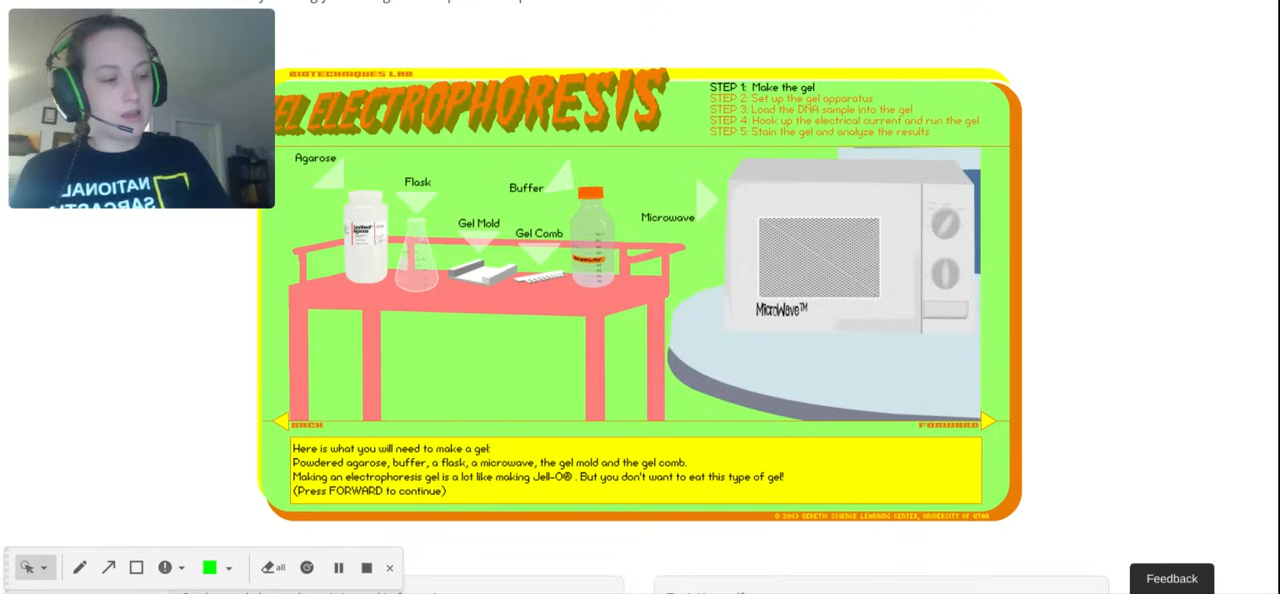 BIOTECHNIQUES LAB
GEL ELECTROPHORESIS
STEP 1: Make the gel
STEP 2: Set up the gel apparatus
STEP 3: Load the DNA sample into the gel
STEP 4: Hook up the electrical current and run the gel
STEP 5: Stain the gel and analyze the results
Agarose
Flask
Buffer
Gel Mold
Gel Comb
Microwave
Agarose
MicroWave™
NATIONAL
BACK
FORWARD
Here is what you will need to make a gel:
Powdered agarose, buffer, a flask, a microwave, the gel mold and the gel comb.
Making an electrophoresis gel is a lot like making Jell-O® . But you don't want to eat this type of gel!
(Press FORWARD to continue)
© 2003 GENETIC SCIENCE LEARNING CENTER, UNIVERSITY OF UTAH
all
Feedback